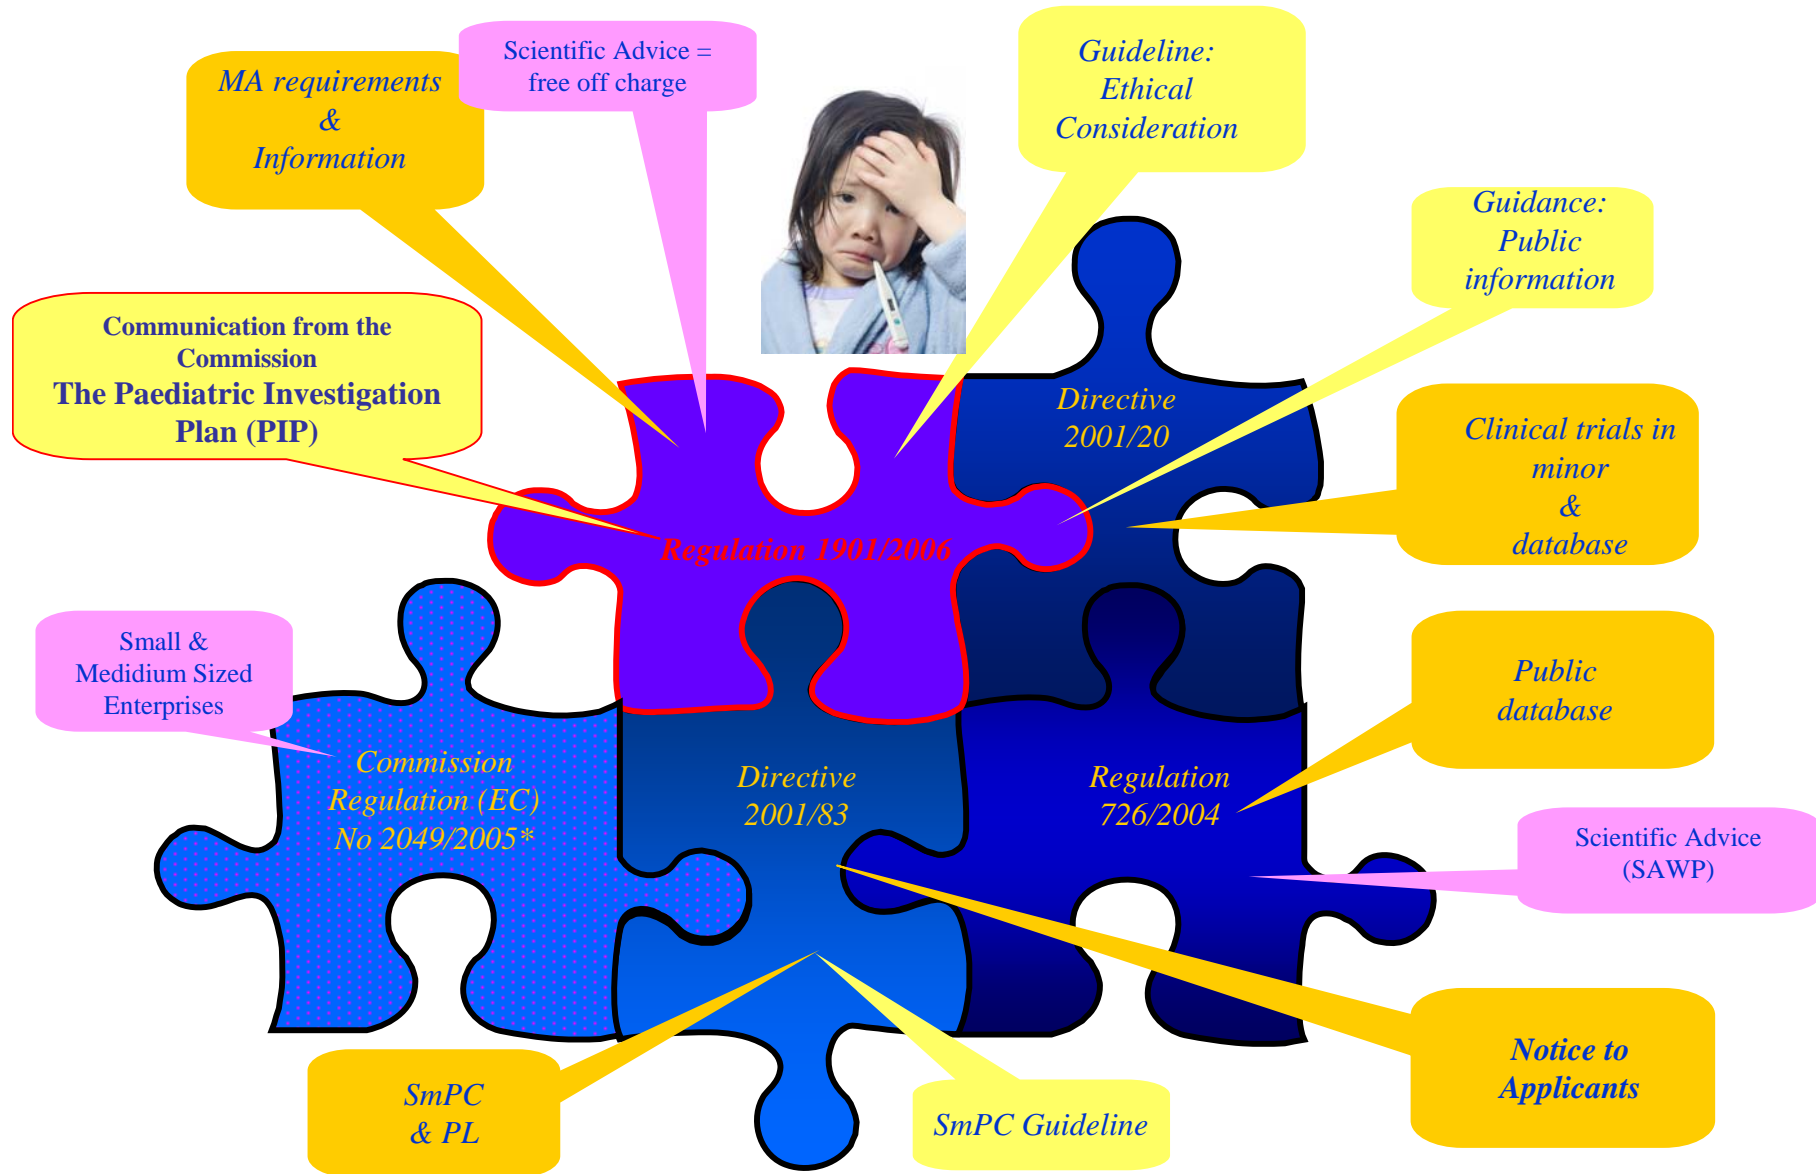 MA requirements
&
Information
Scientific Advice =
free off charge
Guideline:
Ethical
Consideration
Guidance:
Public
information
Communication from the
Commission
The Paediatric Investigation
Plan (PIP)
Directive
2001/20
Clinical trials in
minor
&
database
Regulation 1901/2006
Small &
Medidium Sized
Enterprises
Public
database
Commission
Regulation (EC)
No 2049/2005*
Directive
2001/83
Regulation
726/2004
Scientific Advice
(SAWP)
Notice to
Applicants
SmPC
& PL
SmPC Guideline